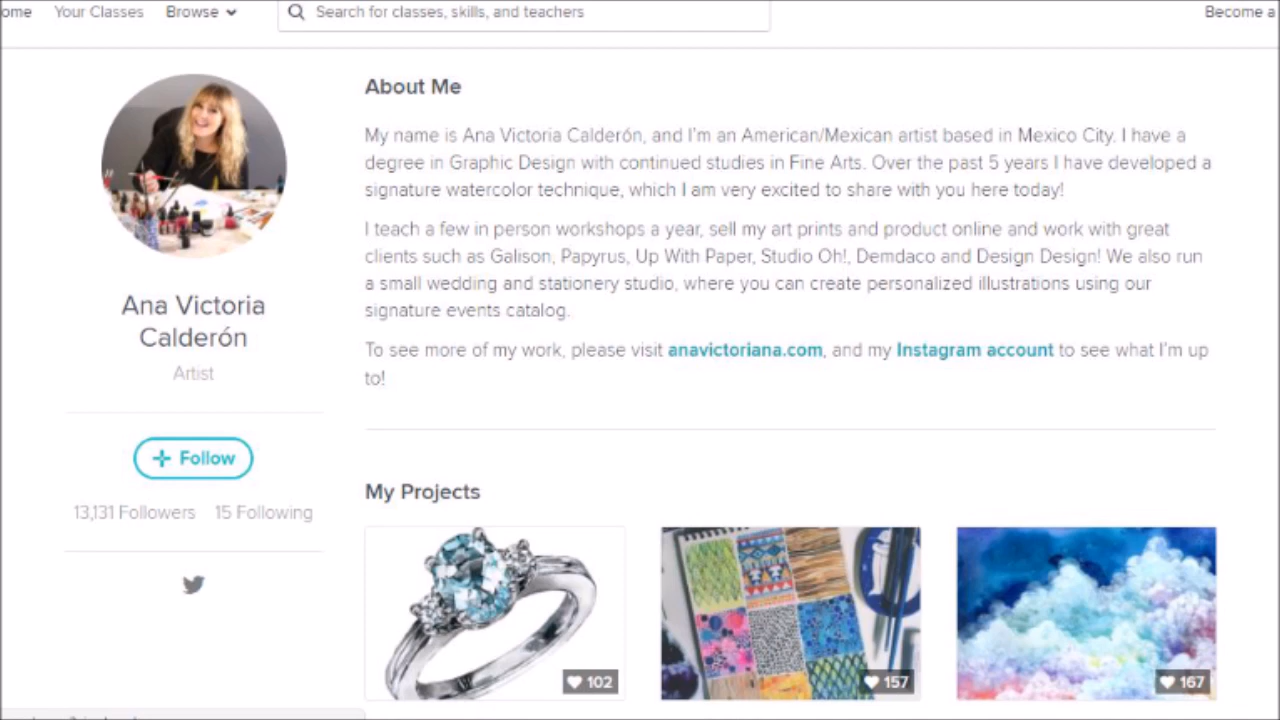 ome Your Classes Browse Search for classes, skills, and teachers Become a
About Me
My name is Ana Victoria Calderón, and I'm an American/Mexican artist based in Mexico City. I have a
degree in Graphic Design with continued studies in Fine Arts. Over the past 5 years I have developed a
signature watercolor technique, which I am very excited to share with you here today!
I teach a few in person workshops a year, sell my art prints and product online and work with great
clients such as Galison, Papyrus, Up With Paper, Studio Oh!, Demdaco and Design Design! We also run
a small wedding and stationery studio, where you can create personalized illustrations using our
signature events catalog.
To see more of my work, please visit anavictoriana.com, and my Instagram account to see what I'm up
to!
Ana Victoria
Calderón
Artist
Follow
13,131 Followers 15 Following
My Projects
102
157
167